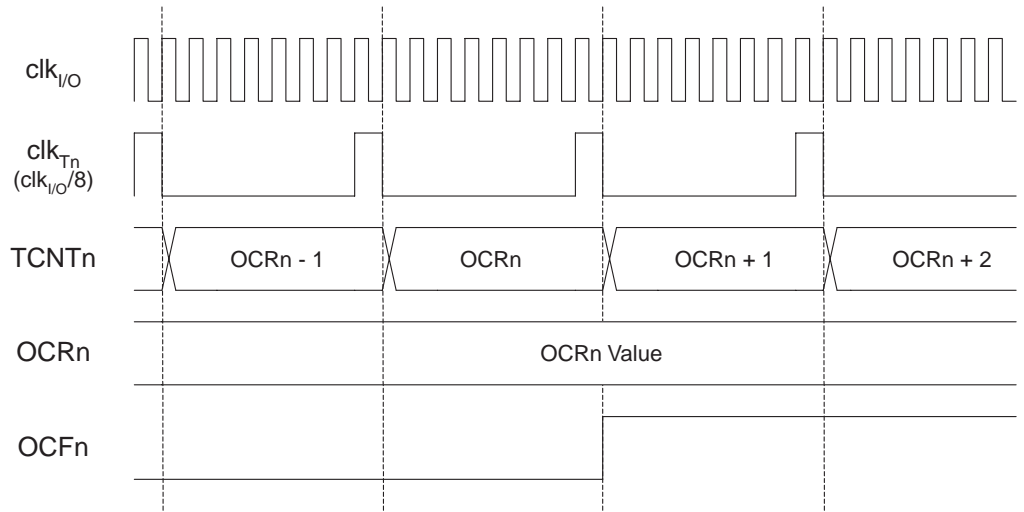 clkI/O
clkTn
(clkI/O/8)
TCNTn
OCRn - 1
OCRn
OCRn + 1
OCRn + 2
OCRn
OCRn Value
OCFn